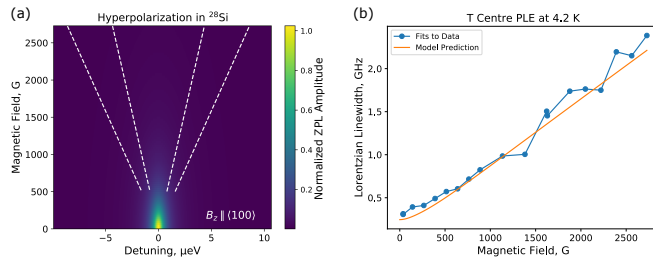 (a)
Hyperpolarization in ²⁸Si
Magnetic Field, G
2500
2000
1500
1000
500
0
−5
0
5
10
Detuning, µeV
B_z ∥ ⟨100⟩
1.0
0.8
0.6
0.4
0.2
Normalized ZPL Amplitude
(b)
T Centre PLE at 4.2 K
Fits to Data
Model Prediction
Lorentzian Linewidth, GHz
2.0
1.5
1.0
0.5
0
500
1000
1500
2000
2500
Magnetic Field, G